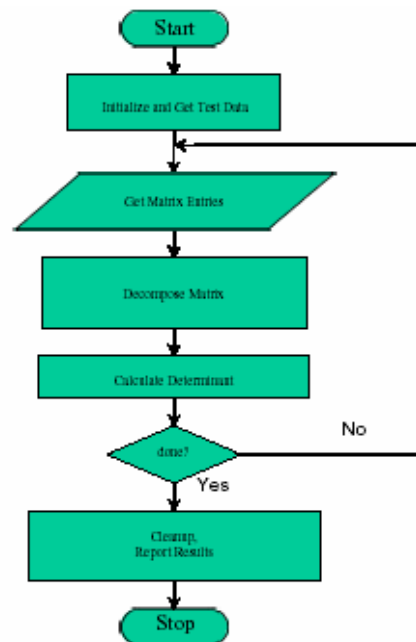 Start
Initialize and Get Test Data
Get Matrix Entries
Decompose Matrix
Calculate Determinant
done?
No
Yes
Cleanup,
Report Results
Stop